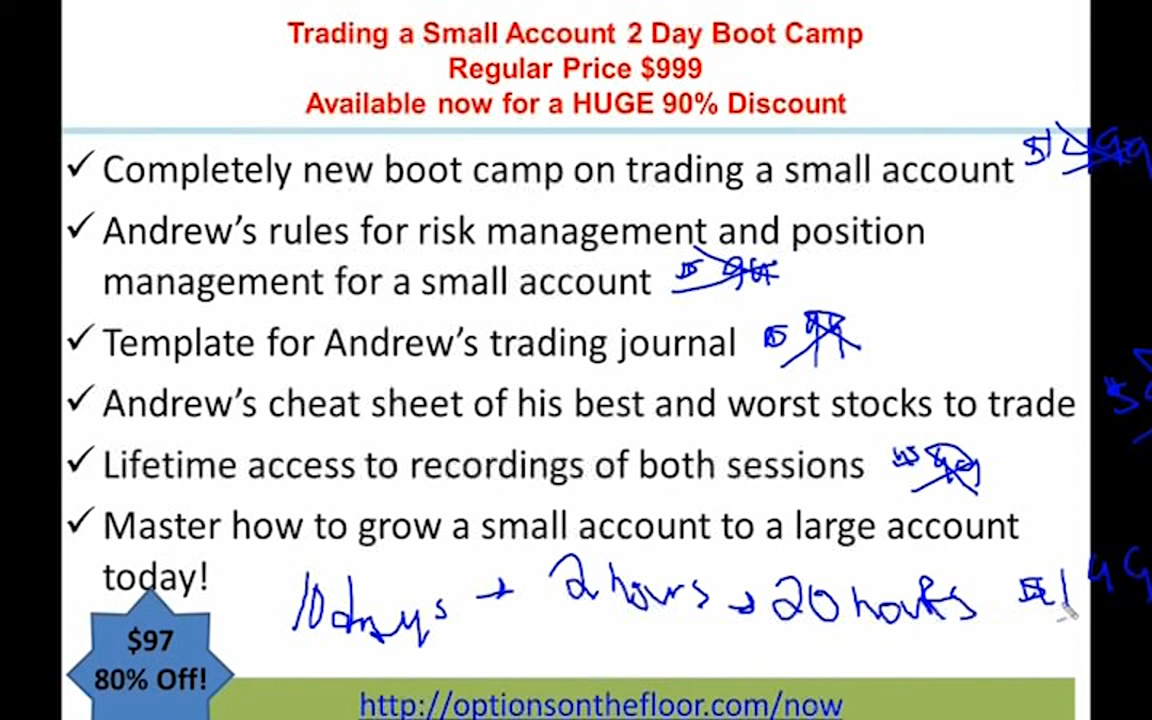 Trading a Small Account 2 Day Boot Camp
Regular Price $999
Available now for a HUGE 90% Discount
✓ Completely new boot camp on trading a small account
✓ Andrew's rules for risk management and position
management for a small account
✓ Template for Andrew's trading journal
✓ Andrew's cheat sheet of his best and worst stocks to trade
✓ Lifetime access to recordings of both sessions
✓ Master how to grow a small account to a large account
today!
10 days → 2 hours → 20 hours
$97
80% Off!
http://optionsonthefloor.com/now